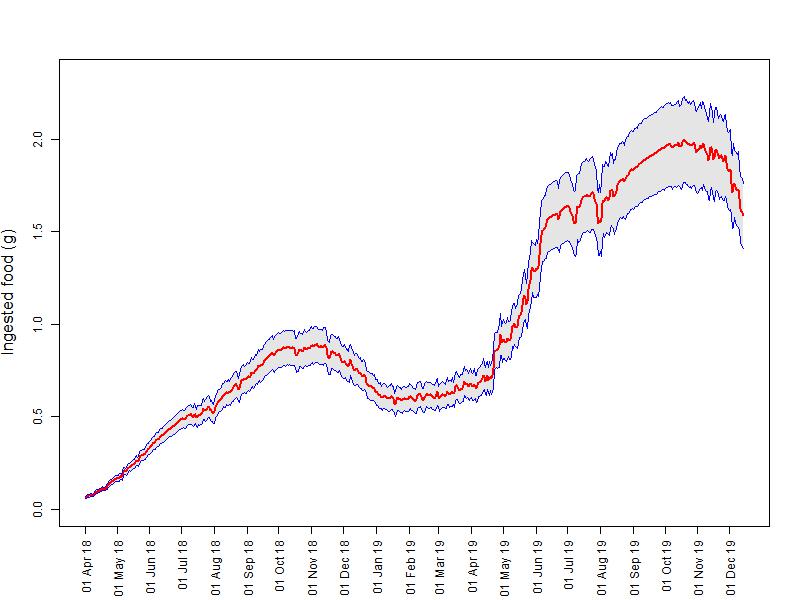 Ingested food (g)
2.0
1.5
1.0
0.5
0.0
01 Apr 18
01 May 18
01 Jun 18
01 Jul 18
01 Aug 18
01 Sep 18
01 Oct 18
01 Nov 18
01 Dec 18
01 Jan 19
01 Feb 19
01 Mar 19
01 Apr 19
01 May 19
01 Jun 19
01 Jul 19
01 Aug 19
01 Sep 19
01 Oct 19
01 Nov 19
01 Dec 19